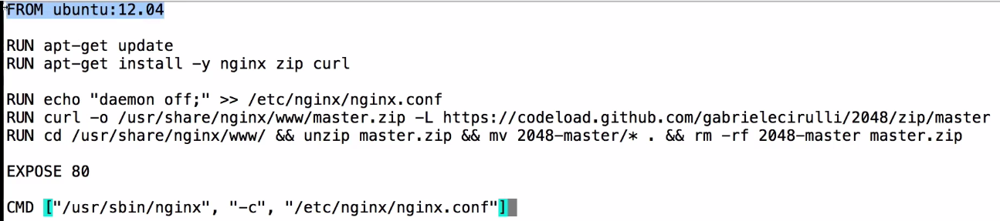 FROM ubuntu:12.04
RUN apt-get update
RUN apt-get install -y nginx zip curl
RUN echo "daemon off;" >> /etc/nginx/nginx.conf
RUN curl -o /usr/share/nginx/www/master.zip -L https://codeload.github.com/gabrielecirulli/2048/zip/master
RUN cd /usr/share/nginx/www/ && unzip master.zip && mv 2048-master/* . && rm -rf 2048-master master.zip
EXPOSE 80
CMD ["/usr/sbin/nginx", "-c", "/etc/nginx/nginx.conf"]